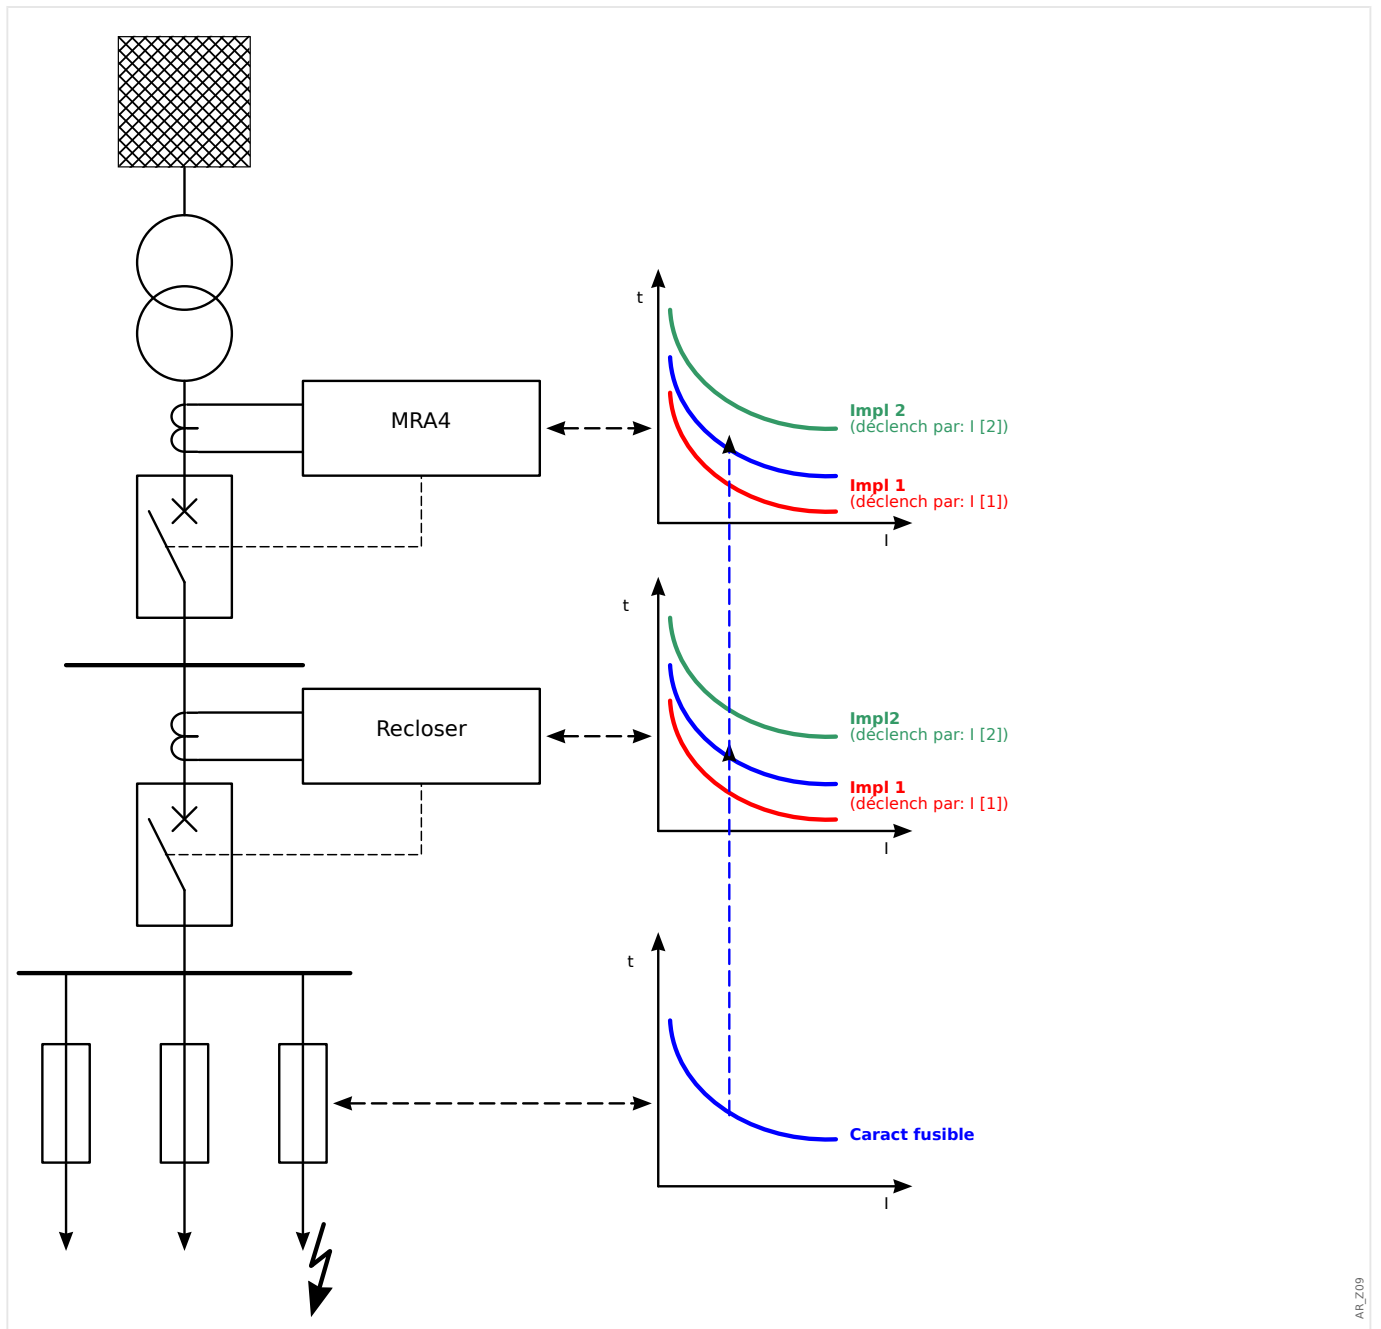 t
MRA4
Impl 2
(déclench par: I [2])
Impl 1
(déclench par: I [1])
I
t
Recloser
Impl2
(déclench par: I [2])
Impl 1
(déclench par: I [1])
I
t
Caract fusible
I
AR_Z09